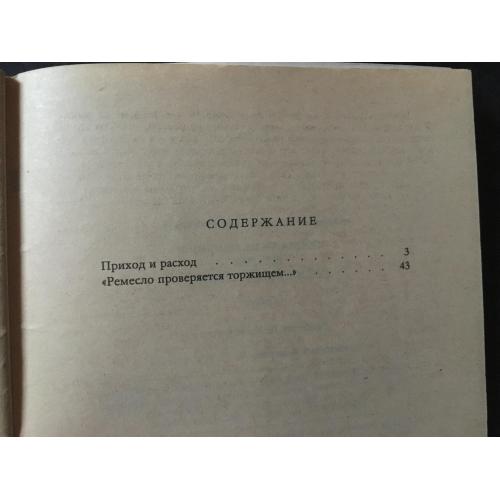 СОДЕРЖАНИЕ
Приход и расход . . . . . . . . . . . . . 3
«Ремесло проверяется торжищем...» . . . . . . 43